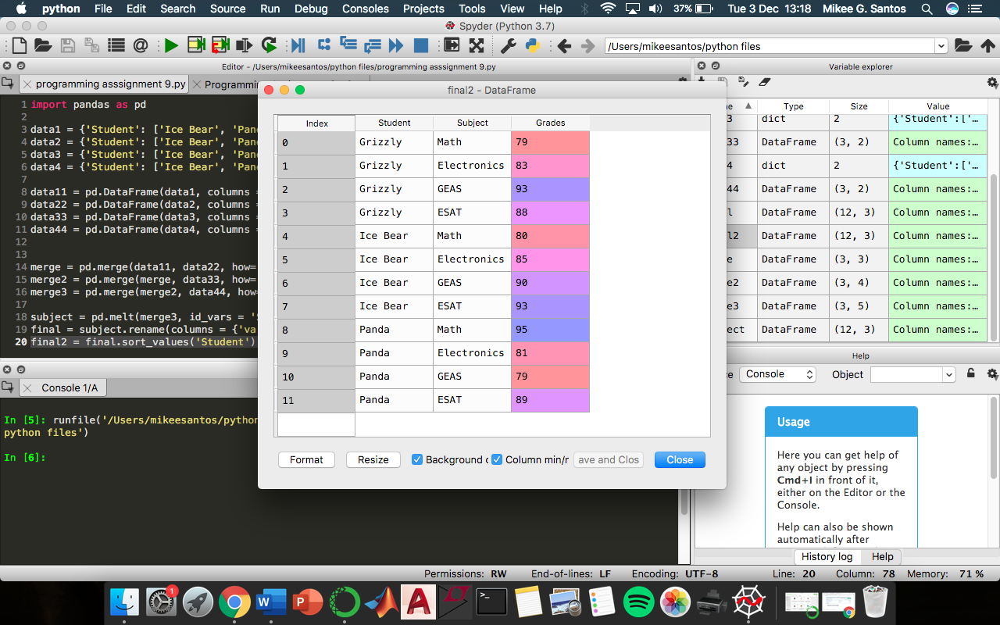 python File Edit Search Source Run Debug Consoles Projects Tools View Help 37% Tue 3 Dec 13:18 Mikee G. Santos
Spyder (Python 3.7)
/Users/mikeesantos/python files
Editor - /Users/mikeesantos/python files/programming asssignment 9.py
programming asssignment 9.py
1 import pandas as pd
2
3 data1 = {'Student': ['Ice Bear',
4 data2 = {'Student': ['Ice Bear',
5 data3 = {'Student': ['Ice Bear',
6 data4 = {'Student': ['Ice Bear',
7
8 data11 = pd.DataFrame(data1, columns =
9 data22 = pd.DataFrame(data2, columns =
10 data33 = pd.DataFrame(data3, columns =
11 data44 = pd.DataFrame(data4, columns =
12
13
14 merge = pd.merge(data11, data22, how=
15 merge2 = pd.merge(merge, data33, how=
16 merge3 = pd.merge(merge2, data44, how=
17
18 subject = pd.melt(merge3, id_vars = '
19 final = subject.rename(columns = {'va
20 final2 = final.sort_values('Student')
final2 - DataFrame
Index Student Subject Grades
0 Grizzly Math 79
1 Grizzly Electronics 83
2 Grizzly GEAS 93
3 Grizzly ESAT 88
4 Ice Bear Math 80
5 Ice Bear Electronics 85
6 Ice Bear GEAS 90
7 Ice Bear ESAT 93
8 Panda Math 95
9 Panda Electronics 81
10 Panda GEAS 79
11 Panda ESAT 89
Format Resize Background Column min/ ave and Clos Close
Variable explorer
Type Size Value
3 dict 2 {'Student':['…
33 DataFrame (3, 2) Column names:…
4 dict 2 {'Student':['…
44 DataFrame (3, 2) Column names:…
l DataFrame (12, 3) Column names:…
l2 DataFrame (12, 3) Column names:…
e DataFrame (3, 3) Column names:…
e2 DataFrame (3, 4) Column names:…
e3 DataFrame (3, 5) Column names:…
ect DataFrame (12, 3) Column names:…
Help
Console Object
Usage
Here you can get help of
any object by pressing
Cmd+I in front of it,
either on the Editor or the
Console.
Help can also be shown
automatically after
History log Help
Console 1/A
In [5]: runfile('/Users/mikeesantos/python
python files')
In [6]:
Permissions: RW End-of-lines: LF Encoding: UTF-8 Line: 20 Column: 78 Memory: 71 %
1